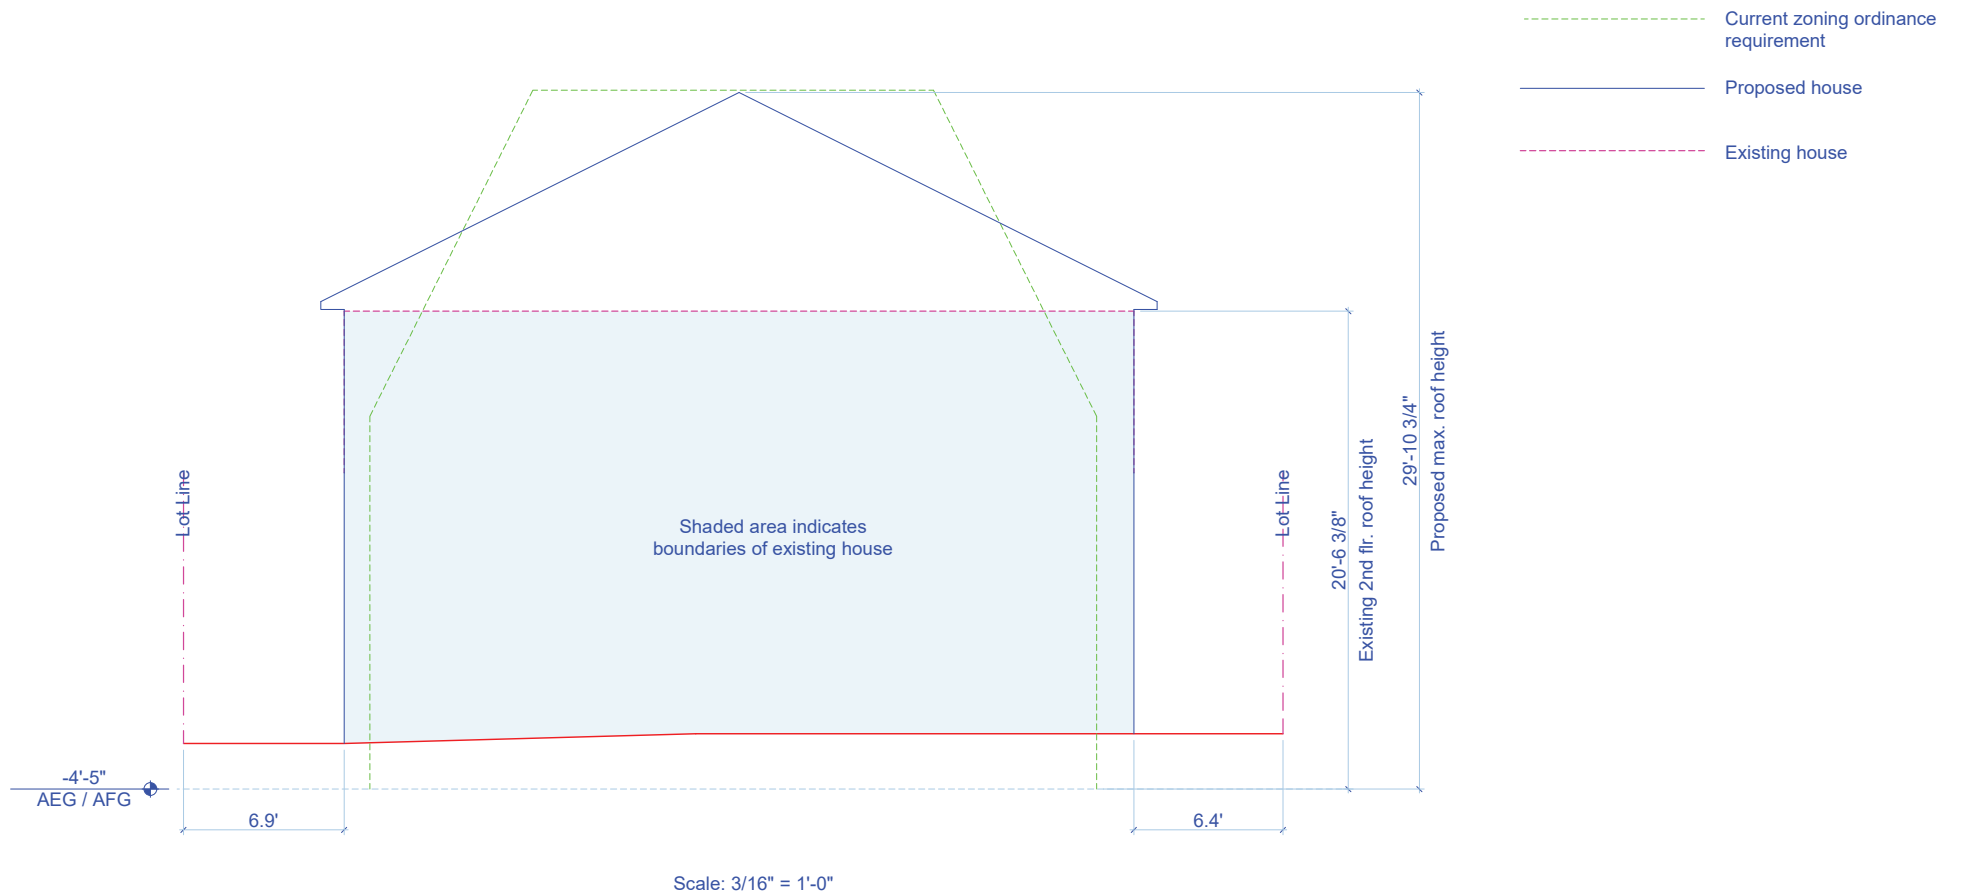 Current zoning ordinance
requirement
Proposed house
Existing house
Lot Line
Shaded area indicates
boundaries of existing house
Lot Line
20'-6 3/8"
Existing 2nd flr. roof height
29'-10 3/4"
Proposed max. roof height
-4'-5"
AEG / AFG
6.9'
6.4'
Scale: 3/16" = 1'-0"